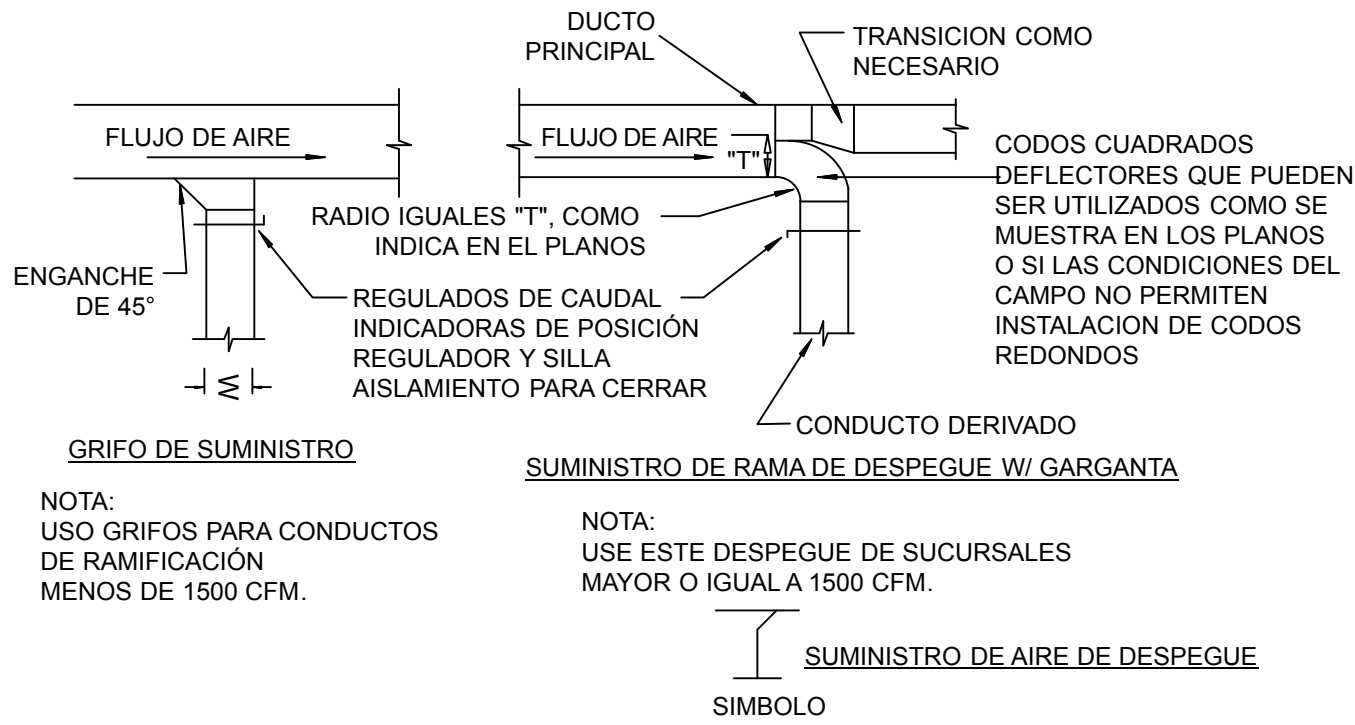 DUCTO
PRINCIPAL
TRANSICION COMO
NECESARIO
FLUJO DE AIRE
FLUJO DE AIRE
"T"
CODOS CUADRADOS
DEFLECTORES QUE PUEDEN
SER UTILIZADOS COMO SE
MUESTRA EN LOS PLANOS
O SI LAS CONDICIONES DEL
CAMPO NO PERMITEN
INSTALACION DE CODOS
REDONDOS
RADIO IGUALES "T", COMO
INDICA EN EL PLANOS
ENGANCHE
DE 45°
REGULADOS DE CAUDAL
INDICADORAS DE POSICIÓN
REGULADOR Y SILLA
AISLAMIENTO PARA CERRAR
W
CONDUCTO DERIVADO
GRIFO DE SUMINISTRO
SUMINISTRO DE RAMA DE DESPEGUE W/ GARGANTA
NOTA:
USO GRIFOS PARA CONDUCTOS
DE RAMIFICACIÓN
MENOS DE 1500 CFM.
NOTA:
USE ESTE DESPEGUE DE SUCURSALES
MAYOR O IGUAL A 1500 CFM.
SUMINISTRO DE AIRE DE DESPEGUE
SIMBOLO